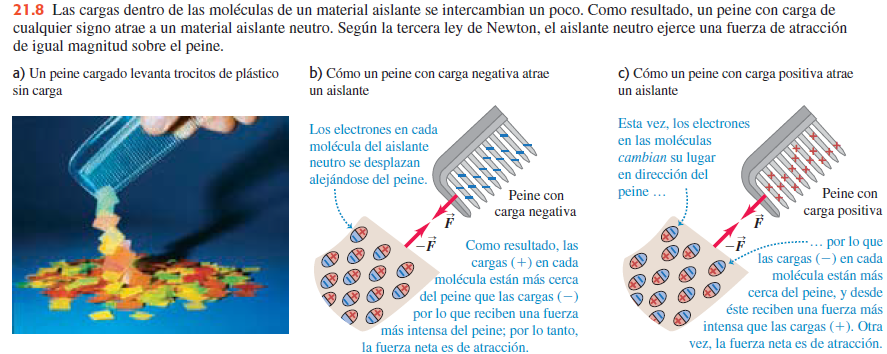 21.8 Las cargas dentro de las moléculas de un material aislante se intercambian un poco. Como resultado, un peine con carga de
cualquier signo atrae a un material aislante neutro. Según la tercera ley de Newton, el aislante neutro ejerce una fuerza de atracción
de igual magnitud sobre el peine.
a) Un peine cargado levanta trocitos de plástico
sin carga
b) Cómo un peine con carga negativa atrae
un aislante
Los electrones en cada
molécula del aislante
neutro se desplazan
alejándose del peine.
Peine con
carga negativa
F⃗
−F⃗
Como resultado, las
cargas (+) en cada
molécula están más cerca
del peine que las cargas (−)
por lo que reciben una fuerza
más intensa del peine; por lo tanto,
la fuerza neta es de atracción.
c) Cómo un peine con carga positiva atrae
un aislante
Esta vez, los electrones
en las moléculas
cambian su lugar
en dirección del
peine …
Peine con
carga positiva
F⃗
−F⃗
… por lo que
las cargas (−) en cada
molécula están más
cerca del peine, y desde
éste reciben una fuerza más
intensa que las cargas (+). Otra
vez, la fuerza neta es de atracción.